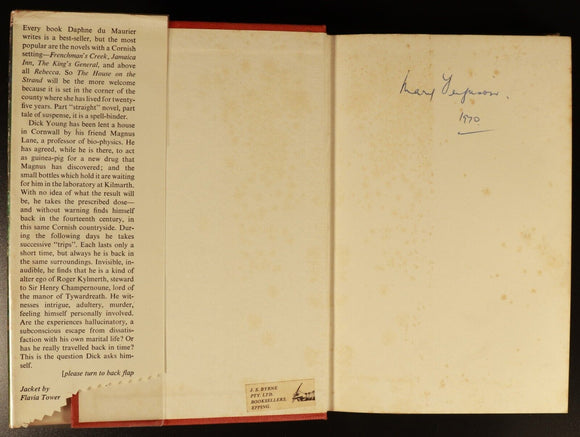 Every book Daphne du Maurier
writes is a best-seller, but the most
popular are the novels with a Cornish
setting—Frenchman's Creek, Jamaica
Inn, The King's General, and above
all Rebecca. So The House on the
Strand will be the more welcome
because it is set in the corner of the
county where she has lived for twenty-
five years. Part "straight" novel, part
tale of suspense, it is a spell-binder.
Dick Young has been lent a house
in Cornwall by his friend Magnus
Lane, a professor of bio-physics. He
has agreed, while he is there, to act
as guinea-pig for a new drug that
Magnus has discovered; and the
small bottles which hold it are waiting
for him in the laboratory at Kilmarth.
With no idea of what the result will
be, he takes the prescribed dose—
and without warning finds himself
back in the fourteenth century, in
this same Cornish countryside. Dur-
ing the following days he takes
successive "trips". Each lasts only a
short time, but always he is back in
the same surroundings. Invisible, in-
audible, he finds that he is a kind of
alter ego of Roger Kylmerth, steward
to Sir Henry Champernoune, lord of
the manor of Tywardreath. He wit-
nesses intrigue, adultery, murder,
feeling himself personally involved.
Are the experiences hallucinatory, a
subconscious escape from dissatis-
faction with his own marital life? Or
has he really travelled back in time?
This is the question Dick asks him-
self.
[please turn to back flap
Jacket by
Flavia Tower
J. S. BYRNE
PTY. LTD.
BOOKSELLERS,
EPPING.
Mary Ferguson.
1970